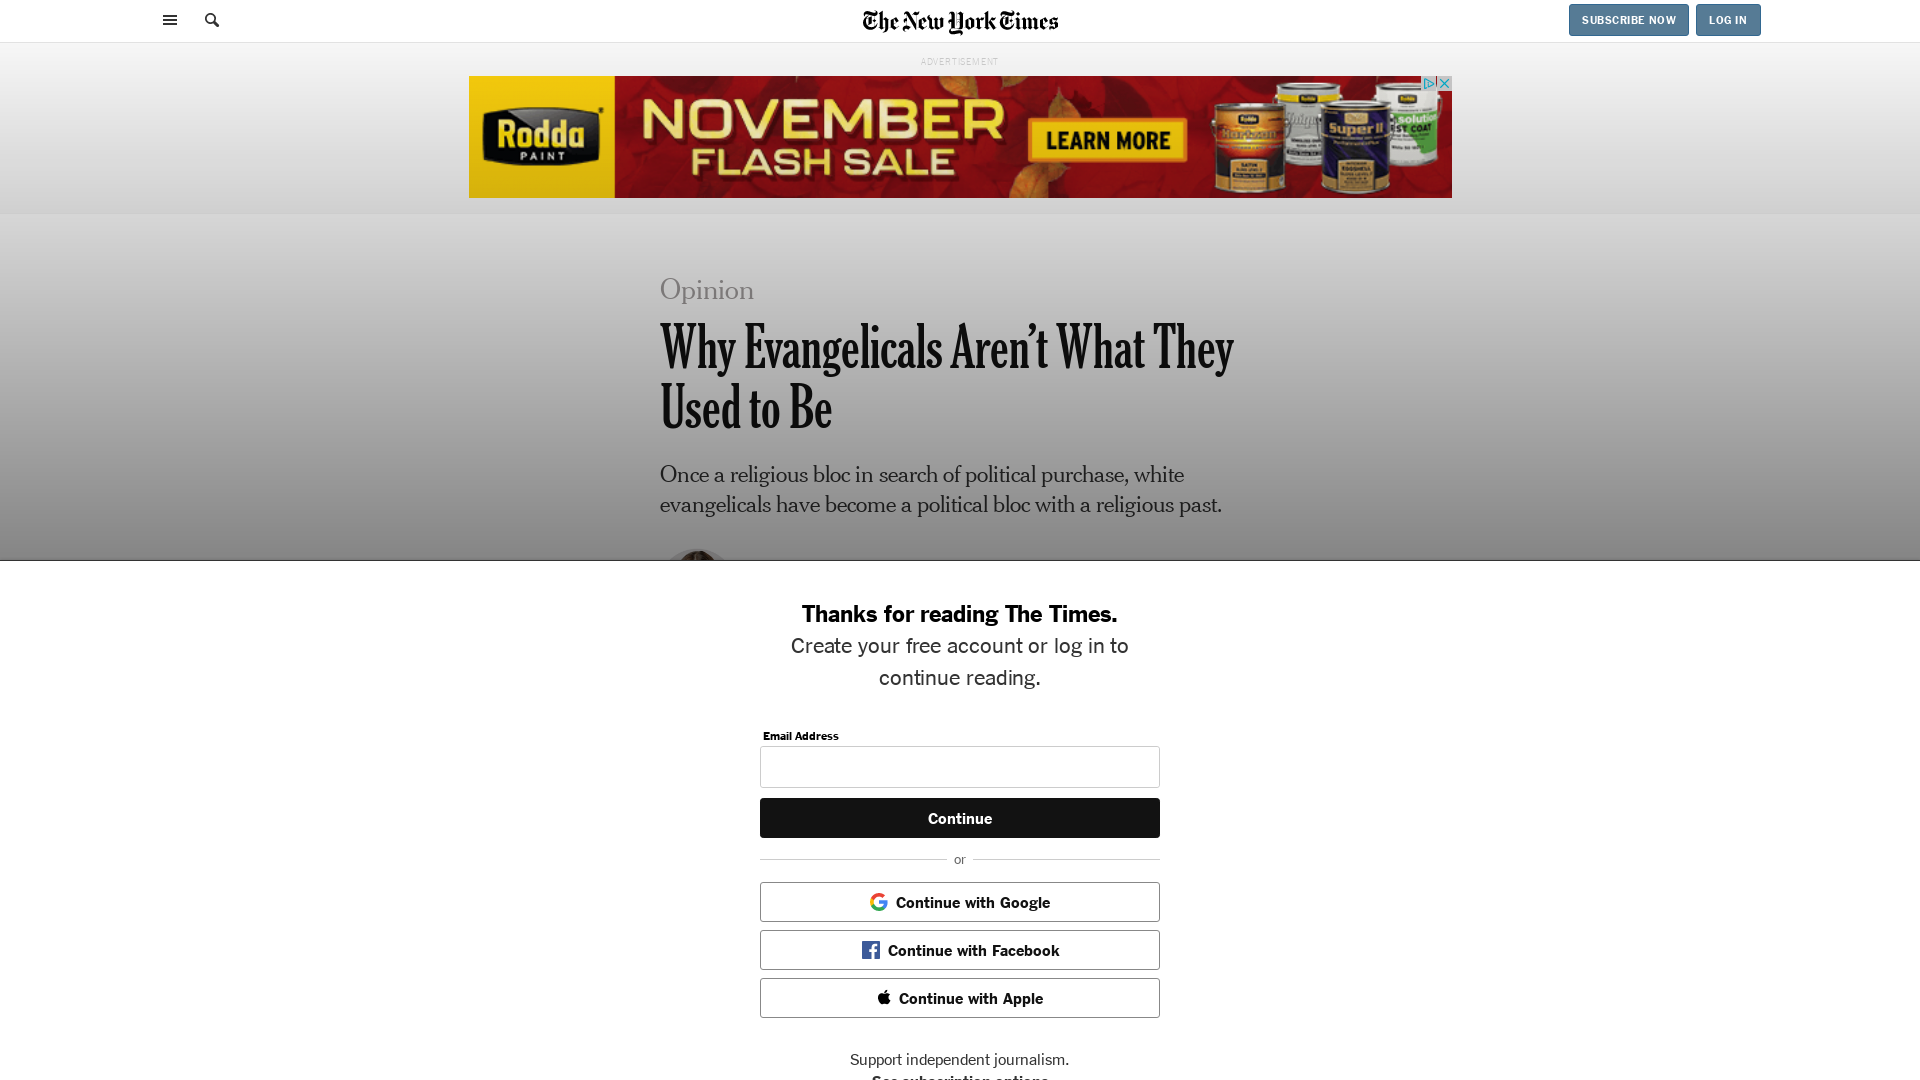 The New York Times
SUBSCRIBE NOW
LOG IN
ADVERTISEMENT
Rodda
PAINT
NOVEMBER
FLASH SALE
LEARN MORE
Opinion
Why Evangelicals Aren’t What They
Used to Be
Once a religious bloc in search of political purchase, white
evangelicals have become a political bloc with a religious past.
Thanks for reading The Times.
Create your free account or log in to
continue reading.
Email Address
Continue
or
Continue with Google
Continue with Facebook
Continue with Apple
Support independent journalism.
See subscription options